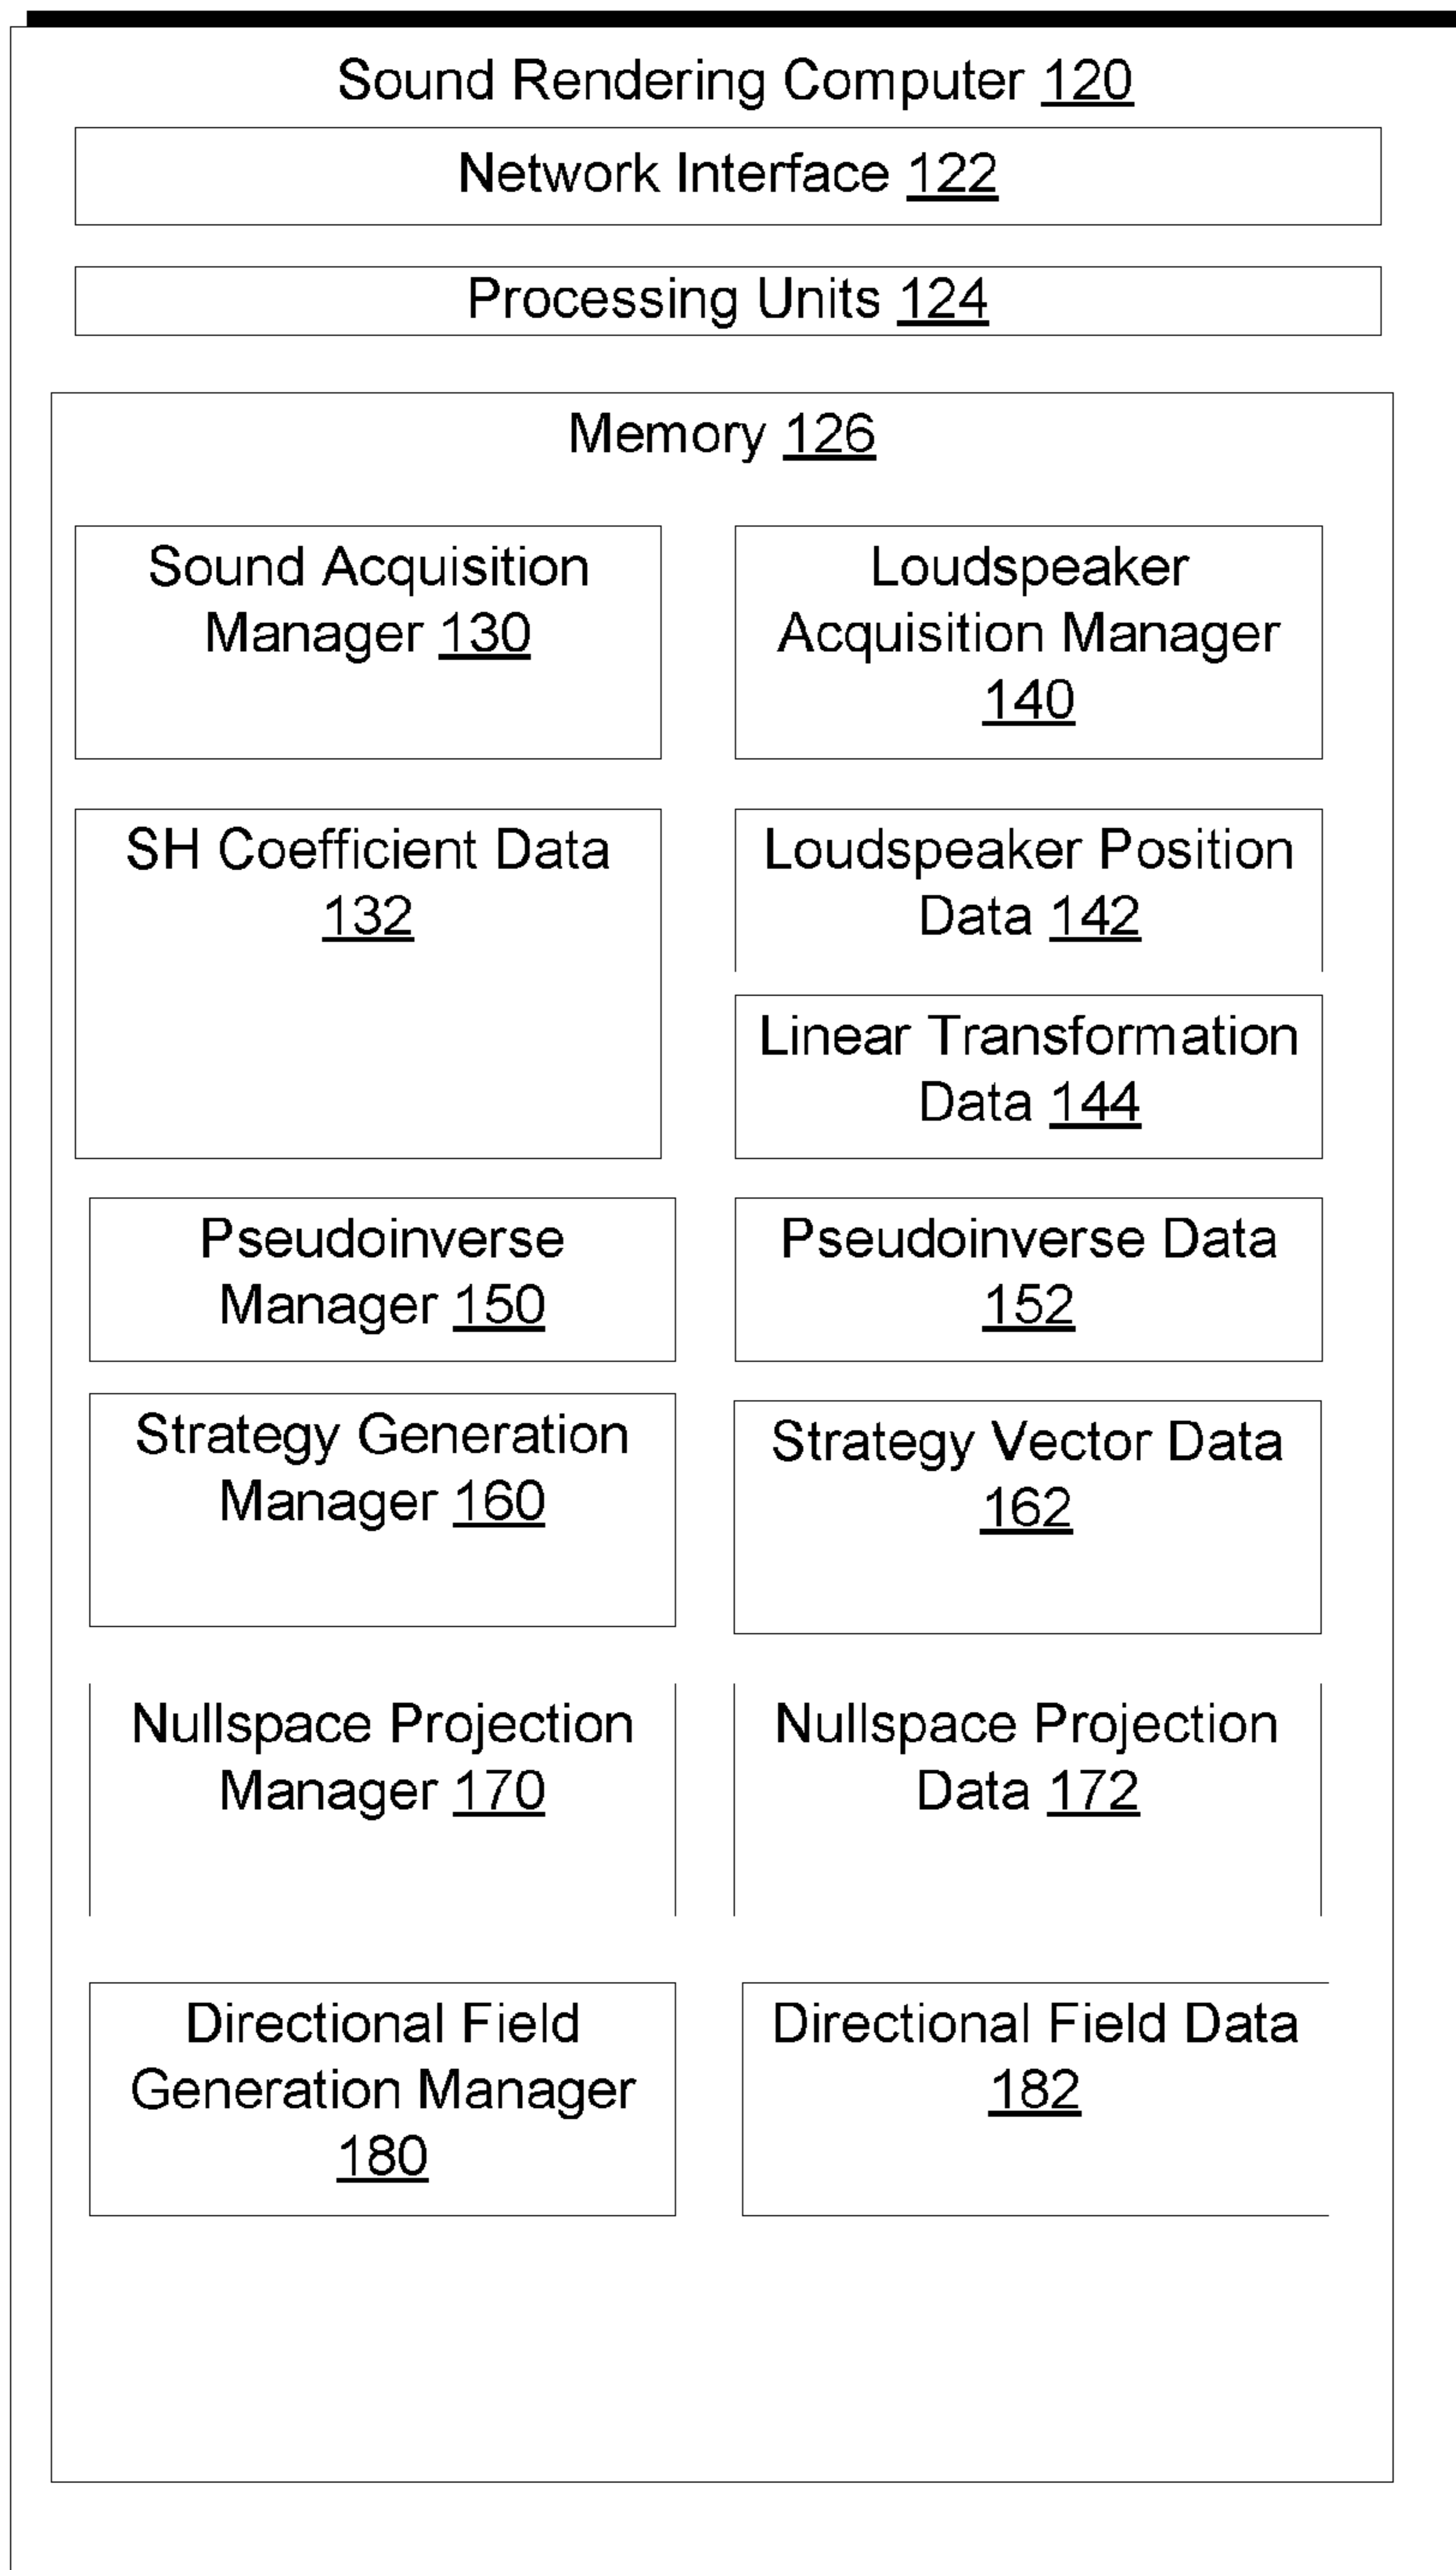 Sound Rendering Computer 120
Network Interface 122
Processing Units 124
Memory 126
Sound Acquisition
Manager 130
Loudspeaker
Acquisition Manager
140
SH Coefficient Data
132
Loudspeaker Position
Data 142
Linear Transformation
Data 144
Pseudoinverse
Manager 150
Pseudoinverse Data
152
Strategy Generation
Manager 160
Strategy Vector Data
162
Nullspace Projection
Manager 170
Nullspace Projection
Data 172
Directional Field
Generation Manager
180
Directional Field Data
182